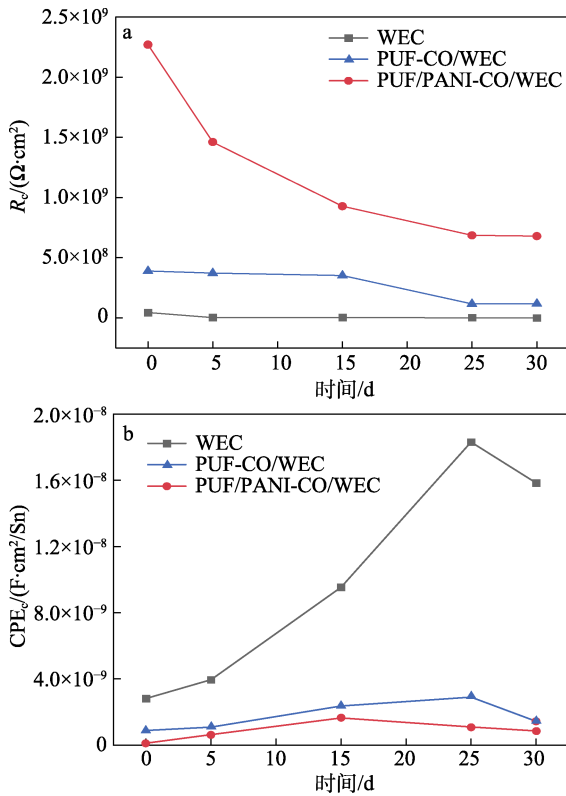 a
WEC
PUF-CO/WEC
PUF/PANI-CO/WEC
2.5×10⁹
2.0×10⁹
1.5×10⁹
1.0×10⁹
5.0×10⁸
0
R_c/(Ω·cm²)
0 5 10 15 20 25 30
时间/d
b
WEC
PUF-CO/WEC
PUF/PANI-CO/WEC
2.0×10⁻⁸
1.6×10⁻⁸
1.2×10⁻⁸
8.0×10⁻⁹
4.0×10⁻⁹
0
CPE_c/(F·cm²/Sn)
0 5 10 15 20 25 30
时间/d